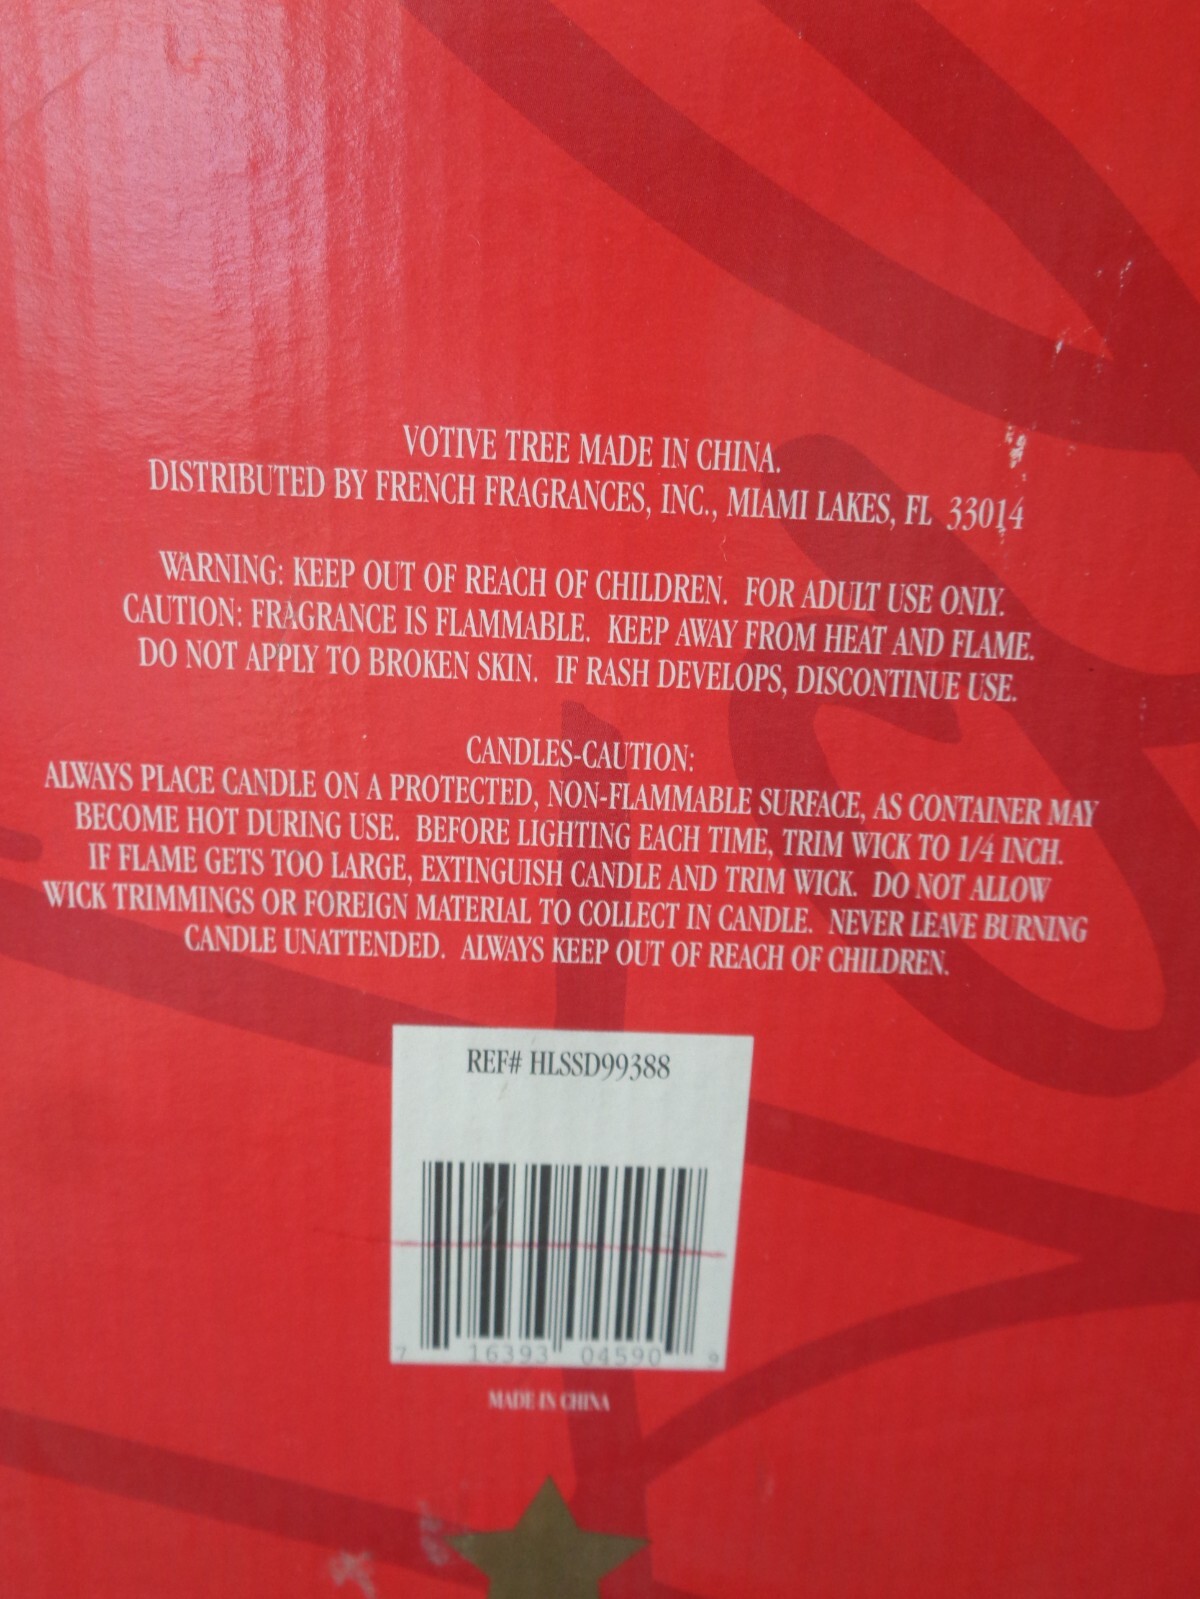 VOTIVE TREE MADE IN CHINA.
DISTRIBUTED BY FRENCH FRAGRANCES, INC., MIAMI LAKES, FL 33014
WARNING: KEEP OUT OF REACH OF CHILDREN. FOR ADULT USE ONLY.
CAUTION: FRAGRANCE IS FLAMMABLE. KEEP AWAY FROM HEAT AND FLAME.
DO NOT APPLY TO BROKEN SKIN. IF RASH DEVELOPS, DISCONTINUE USE.
CANDLES-CAUTION:
ALWAYS PLACE CANDLE ON A PROTECTED, NON-FLAMMABLE SURFACE, AS CONTAINER MAY
BECOME HOT DURING USE. BEFORE LIGHTING EACH TIME, TRIM WICK TO 1/4 INCH.
IF FLAME GETS TOO LARGE, EXTINGUISH CANDLE AND TRIM WICK. DO NOT ALLOW
WICK TRIMMINGS OR FOREIGN MATERIAL TO COLLECT IN CANDLE. NEVER LEAVE BURNING
CANDLE UNATTENDED. ALWAYS KEEP OUT OF REACH OF CHILDREN.
REF# HLSSD99388
7 16393 04590 9
MADE IN CHINA